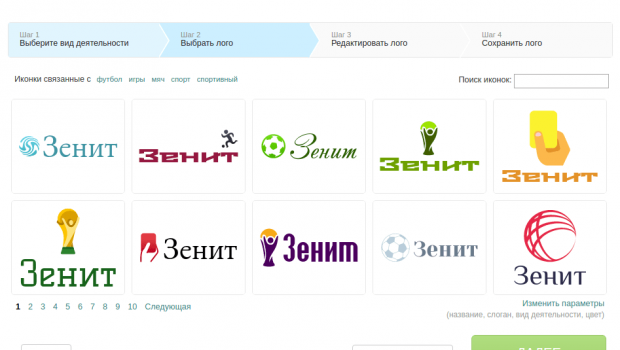 Шаг 1
Выберите вид деятельности
Шаг 2
Выбрать лого
Шаг 3
Редактировать лого
Шаг 4
Сохранить лого
Иконки связанные с футбол игры мяч спорт спортивный
Поиск иконок:
Зенит
Зенит
Зенит
Зенит
Зенит
Зенит
Зенит
Зенит
Зенит
Зенит
1 2 3 4 5 6 7 8 9 10 Следующая
Изменить параметры
(название, слоган, вид деятельности, цвет)